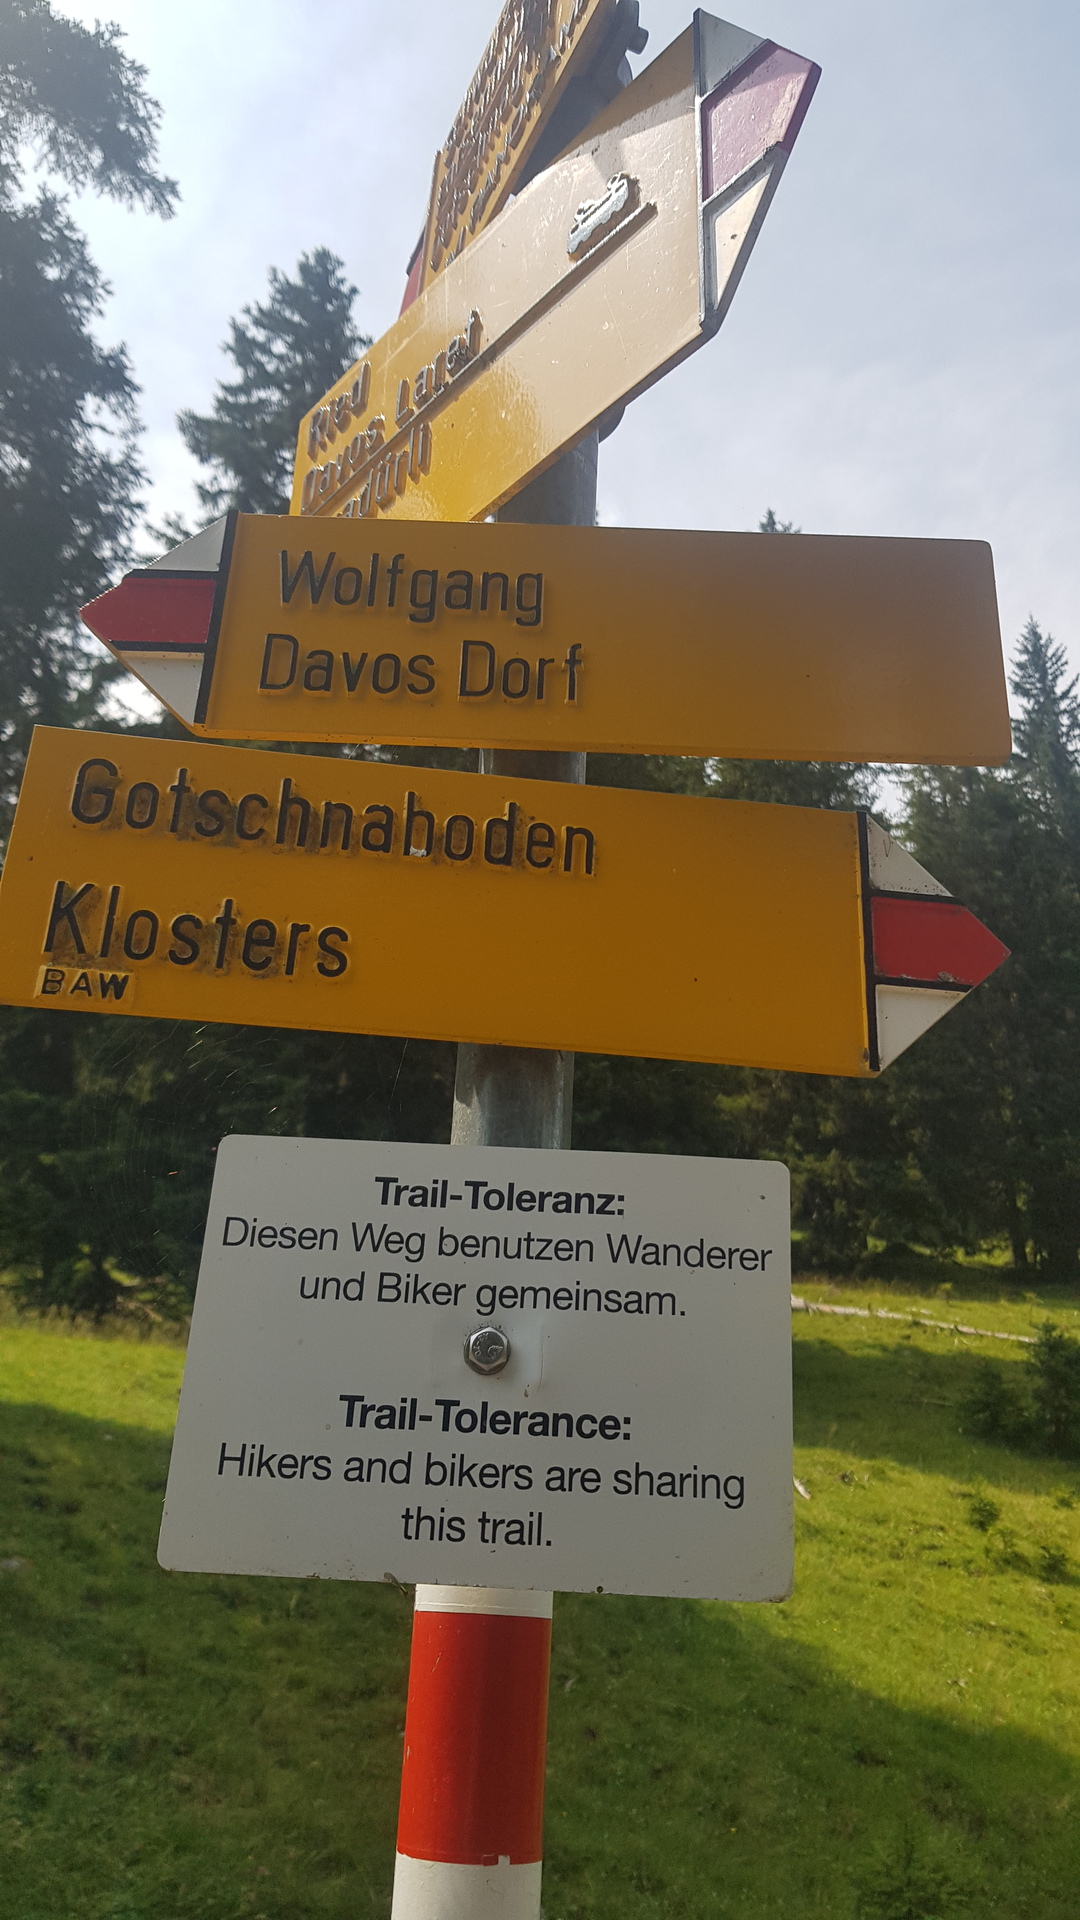 Ried
Davos Laret
Wolfgang
Davos Dorf
Gotschnaboden
Klosters
BAW
Trail-Toleranz:
Diesen Weg benutzen Wanderer
und Biker gemeinsam.
Trail-Tolerance:
Hikers and bikers are sharing
this trail.